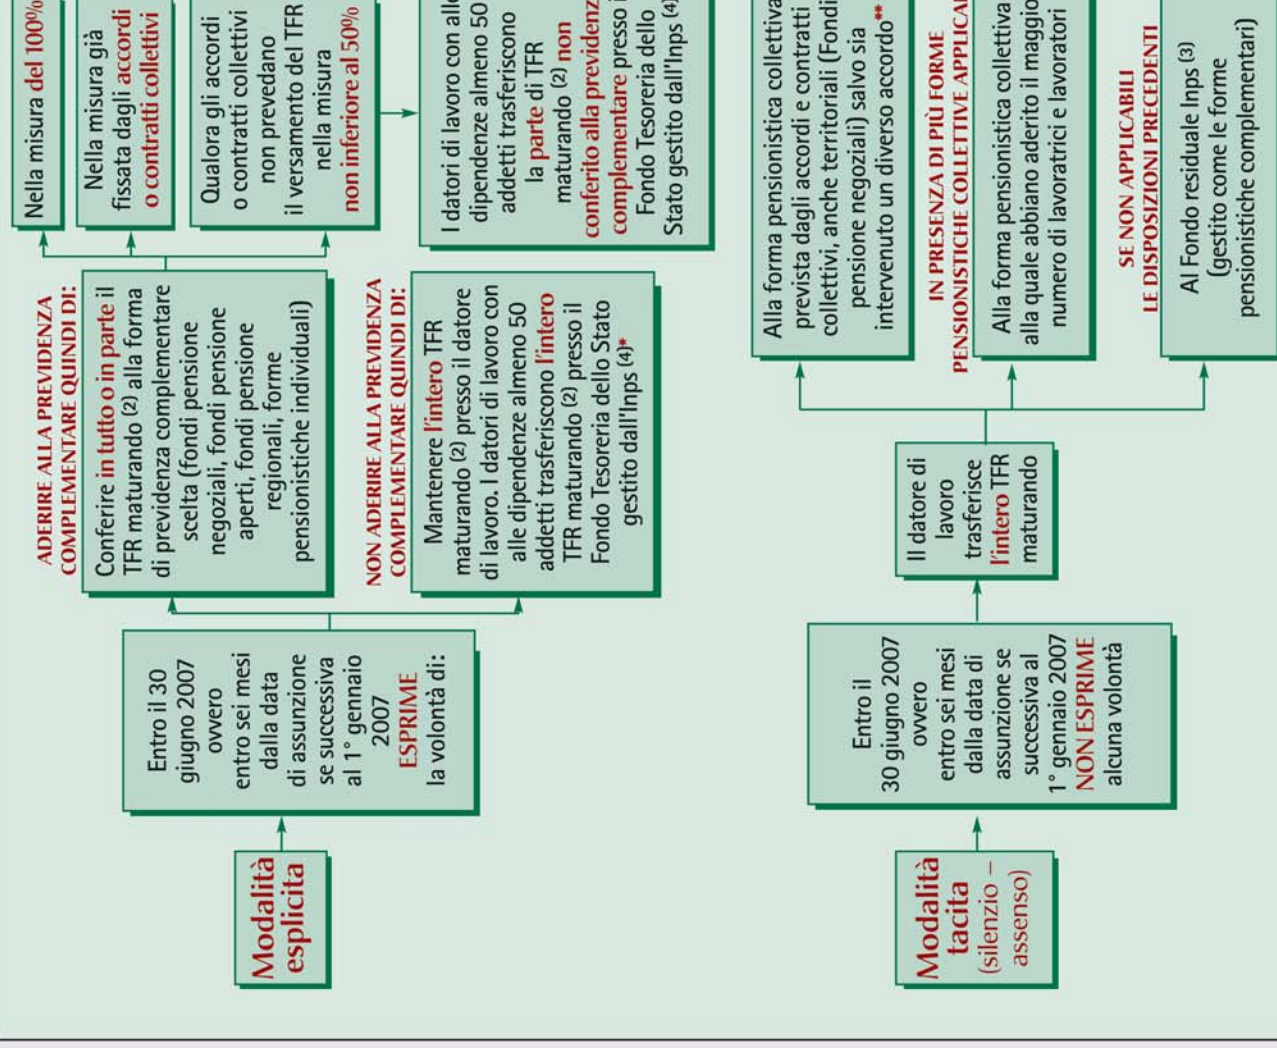 Modalità
esplicita
Entro il 30
giugno 2007
ovvero
entro sei mesi
dalla data
di assunzione
se successiva
al 1° gennaio
2007
ESPRIME
la volontà di:
ADERIRE ALLA PREVIDENZA
COMPLEMENTARE QUINDI DI:
Conferire in tutto o in parte il
TFR maturando (2) alla forma
di previdenza complementare
scelta (fondi pensione
negoziali, fondi pensione
aperti, fondi pensione
regionali, forme
pensionistiche individuali)
Nella misura del 100%
Nella misura già
fissata dagli accordi
o contratti collettivi
Qualora gli accordi
o contratti collettivi
non prevedano
il versamento del TFR
nella misura
non inferiore al 50%
I datori di lavoro con alle
dipendenze almeno 50
addetti trasferiscono
la parte di TFR
maturando (2) non
conferito alla previdenz
complementare presso i
Fondo Tesoreria dello
Stato gestito dall'Inps (4)
NON ADERIRE ALLA PREVIDENZA
COMPLEMENTARE QUINDI DI:
Mantenere l'intero TFR
maturando (2) presso il datore
di lavoro. I datori di lavoro con
alle dipendenze almeno 50
addetti trasferiscono l'intero
TFR maturando (2) presso il
Fondo Tesoreria dello Stato
gestito dall'Inps (4)*
Modalità
tacita
(silenzio –
assenso)
Entro il
30 giugno 2007
ovvero
entro sei mesi
dalla data di
assunzione se
successiva al
1° gennaio 2007
NON ESPRIME
alcuna volontà
Il datore di
lavoro
trasferisce
l'intero TFR
maturando
Alla forma pensionistica collettiva
prevista dagli accordi e contratti
collettivi, anche territoriali (Fondi
pensione negoziali) salvo sia
intervenuto un diverso accordo**
IN PRESENZA DI PIÙ FORME
PENSIONISTICHE COLLETTIVE APPLICA
Alla forma pensionistica collettiva
alla quale abbiano aderito il maggio
numero di lavoratrici e lavoratori
SE NON APPLICABILI
LE DISPOSIZIONI PRECEDENTI
Al Fondo residuale Inps (3)
(gestito come le forme
pensionistiche complementari)